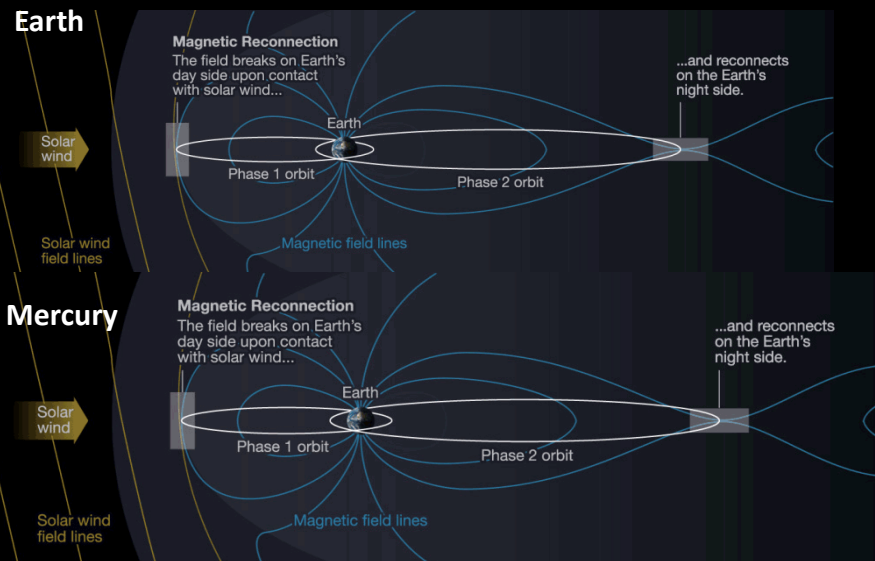 Earth
Magnetic Reconnection
The field breaks on Earth's
day side upon contact
with solar wind...
...and reconnects
on the Earth's
night side.
Earth
Solar
wind
Phase 1 orbit
Phase 2 orbit
Solar wind
field lines
Magnetic field lines
Mercury
Magnetic Reconnection
The field breaks on Earth's
day side upon contact
with solar wind...
...and reconnects
on the Earth's
night side.
Earth
Solar
wind
Phase 1 orbit
Phase 2 orbit
Solar wind
field lines
Magnetic field lines